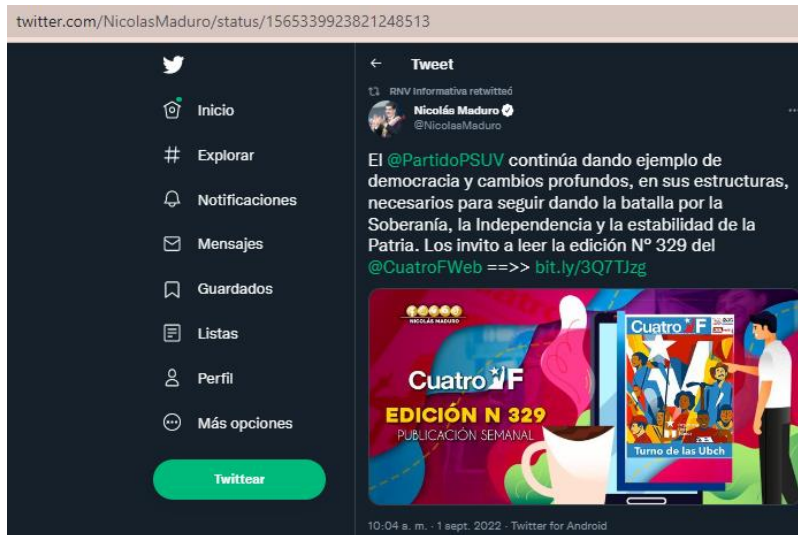 twitter.com/NicolasMaduro/status/1565339923821248513
Inicio
Explorar
Notificaciones
Mensajes
Guardados
Listas
Perfil
Más opciones
Twittear
Tweet
RNV Informativa retwitteó
Nicolás Maduro
@NicolasMaduro
El @PartidoPSUV continúa dando ejemplo de
democracia y cambios profundos, en sus estructuras,
necesarios para seguir dando la batalla por la
Soberanía, la Independencia y la estabilidad de la
Patria. Los invito a leer la edición Nº 329 del
@CuatroFWeb ==>> bit.ly/3Q7TJzg
NICOLÁS MADURO
Cuatro F
EDICIÓN N 329
PUBLICACIÓN SEMANAL
Cuatro F
Turno de las Ubch
10:04 a. m. · 1 sept. 2022 · Twitter for Android